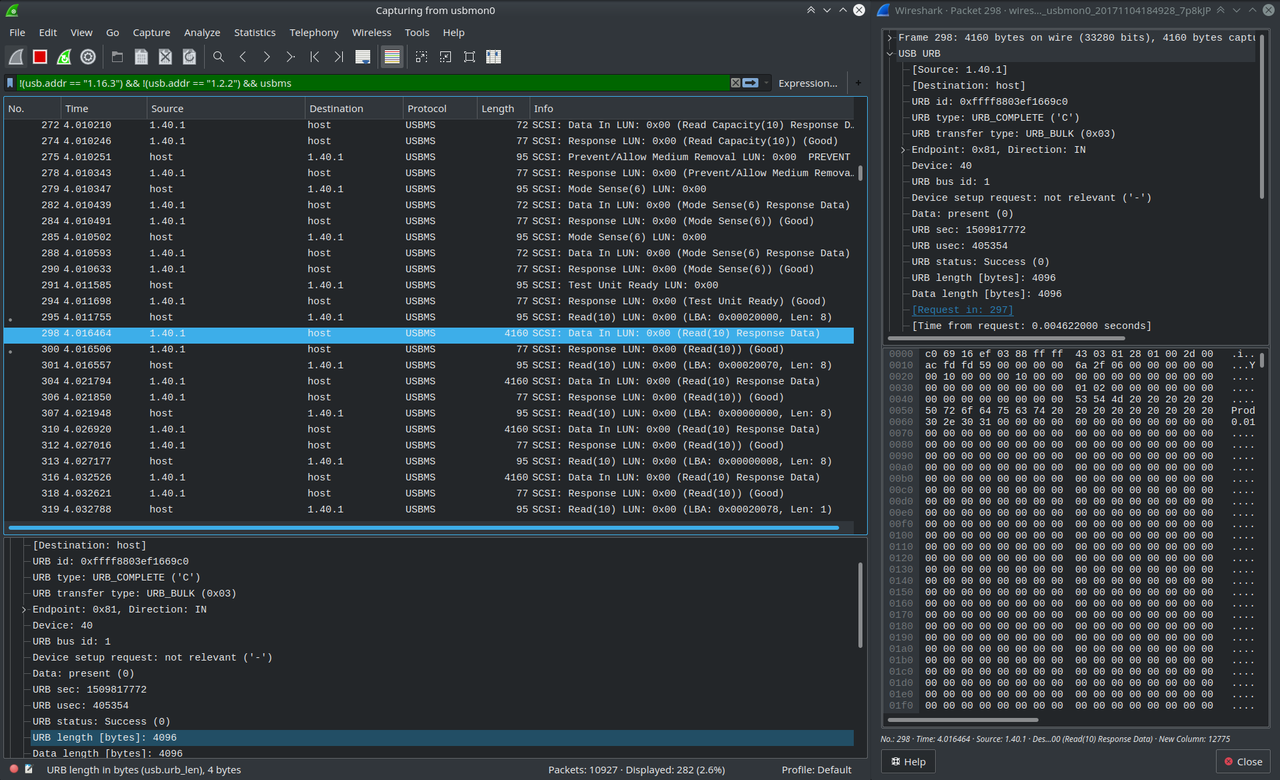 Capturing from usbmon0
File Edit View Go Capture Analyze Statistics Telephony Wireless Tools Help
!(usb.addr == "1.16.3") && !(usb.addr == "1.2.2") && usbms
Expression...
+
No. Time Source Destination Protocol Length Info
272 4.010210 1.40.1 host USBMS 72 SCSI: Data In LUN: 0x00 (Read Capacity(10) Response D...
274 4.010246 1.40.1 host USBMS 77 SCSI: Response LUN: 0x00 (Read Capacity(10)) (Good)
275 4.010251 host 1.40.1 USBMS 95 SCSI: Prevent/Allow Medium Removal LUN: 0x00 PREVENT
278 4.010343 1.40.1 host USBMS 77 SCSI: Response LUN: 0x00 (Prevent/Allow Medium Remova...
279 4.010347 host 1.40.1 USBMS 95 SCSI: Mode Sense(6) LUN: 0x00
282 4.010439 1.40.1 host USBMS 72 SCSI: Data In LUN: 0x00 (Mode Sense(6) Response Data)
284 4.010491 1.40.1 host USBMS 77 SCSI: Response LUN: 0x00 (Mode Sense(6)) (Good)
285 4.010502 host 1.40.1 USBMS 95 SCSI: Mode Sense(6) LUN: 0x00
288 4.010593 1.40.1 host USBMS 72 SCSI: Data In LUN: 0x00 (Mode Sense(6) Response Data)
290 4.010633 1.40.1 host USBMS 77 SCSI: Response LUN: 0x00 (Mode Sense(6)) (Good)
291 4.011585 host 1.40.1 USBMS 95 SCSI: Test Unit Ready LUN: 0x00
294 4.011698 1.40.1 host USBMS 77 SCSI: Response LUN: 0x00 (Test Unit Ready) (Good)
295 4.011755 host 1.40.1 USBMS 95 SCSI: Read(10) LUN: 0x00 (LBA: 0x00020000, Len: 8)
298 4.016464 1.40.1 host USBMS 4160 SCSI: Data In LUN: 0x00 (Read(10) Response Data)
300 4.016506 1.40.1 host USBMS 77 SCSI: Response LUN: 0x00 (Read(10)) (Good)
301 4.016557 host 1.40.1 USBMS 95 SCSI: Read(10) LUN: 0x00 (LBA: 0x00020070, Len: 8)
304 4.021794 1.40.1 host USBMS 4160 SCSI: Data In LUN: 0x00 (Read(10) Response Data)
306 4.021850 1.40.1 host USBMS 77 SCSI: Response LUN: 0x00 (Read(10)) (Good)
307 4.021948 host 1.40.1 USBMS 95 SCSI: Read(10) LUN: 0x00 (LBA: 0x00000000, Len: 8)
310 4.026920 1.40.1 host USBMS 4160 SCSI: Data In LUN: 0x00 (Read(10) Response Data)
312 4.027016 1.40.1 host USBMS 77 SCSI: Response LUN: 0x00 (Read(10)) (Good)
313 4.027177 host 1.40.1 USBMS 95 SCSI: Read(10) LUN: 0x00 (LBA: 0x00000008, Len: 8)
316 4.032526 1.40.1 host USBMS 4160 SCSI: Data In LUN: 0x00 (Read(10) Response Data)
318 4.032621 1.40.1 host USBMS 77 SCSI: Response LUN: 0x00 (Read(10)) (Good)
319 4.032788 host 1.40.1 USBMS 95 SCSI: Read(10) LUN: 0x00 (LBA: 0x00020078, Len: 1)
[Destination: host]
URB id: 0xffff8803ef1669c0
URB type: URB_COMPLETE ('C')
URB transfer type: URB_BULK (0x03)
Endpoint: 0x81, Direction: IN
Device: 40
URB bus id: 1
Device setup request: not relevant ('-')
Data: present (0)
URB sec: 1509817772
URB usec: 405354
URB status: Success (0)
URB length [bytes]: 4096
Data length [bytes]: 4096
URB length in bytes (usb.urb_len), 4 bytes
Packets: 10927 · Displayed: 282 (2.6%)
Profile: Default
Wireshark · Packet 298 · wires..._usbmon0_20171104184928_7p8kJP
Frame 298: 4160 bytes on wire (33280 bits), 4160 bytes captu
USB URB
[Source: 1.40.1]
[Destination: host]
URB id: 0xffff8803ef1669c0
URB type: URB_COMPLETE ('C')
URB transfer type: URB_BULK (0x03)
Endpoint: 0x81, Direction: IN
Device: 40
URB bus id: 1
Device setup request: not relevant ('-')
Data: present (0)
URB sec: 1509817772
URB usec: 405354
URB status: Success (0)
URB length [bytes]: 4096
Data length [bytes]: 4096
[Request in: 297]
[Time from request: 0.004622000 seconds]
0000 c0 69 16 ef 03 88 ff ff 43 03 81 28 01 00 2d 00 .i..
0010 ac fd fd 59 00 00 00 00 6a 2f 06 00 00 00 00 00 ...Y
0020 00 10 00 00 00 10 00 00 00 00 00 00 00 00 00 00 ....
0030 00 00 00 00 00 00 00 00 01 02 00 00 00 00 00 00 ....
0040 00 00 00 00 00 00 00 00 53 54 4d 20 20 20 20 20 ....
0050 50 72 6f 64 75 63 74 20 20 20 20 20 20 20 20 20 Prod
0060 30 2e 30 31 00 00 00 00 00 00 00 00 00 00 00 00 0.01
0070 00 00 00 00 00 00 00 00 00 00 00 00 00 00 00 00 ....
0080 00 00 00 00 00 00 00 00 00 00 00 00 00 00 00 00 ....
0090 00 00 00 00 00 00 00 00 00 00 00 00 00 00 00 00 ....
00a0 00 00 00 00 00 00 00 00 00 00 00 00 00 00 00 00 ....
00b0 00 00 00 00 00 00 00 00 00 00 00 00 00 00 00 00 ....
00c0 00 00 00 00 00 00 00 00 00 00 00 00 00 00 00 00 ....
00d0 00 00 00 00 00 00 00 00 00 00 00 00 00 00 00 00 ....
00e0 00 00 00 00 00 00 00 00 00 00 00 00 00 00 00 00 ....
00f0 00 00 00 00 00 00 00 00 00 00 00 00 00 00 00 00 ....
0100 00 00 00 00 00 00 00 00 00 00 00 00 00 00 00 00 ....
0110 00 00 00 00 00 00 00 00 00 00 00 00 00 00 00 00 ....
0120 00 00 00 00 00 00 00 00 00 00 00 00 00 00 00 00 ....
0130 00 00 00 00 00 00 00 00 00 00 00 00 00 00 00 00 ....
0140 00 00 00 00 00 00 00 00 00 00 00 00 00 00 00 00 ....
0150 00 00 00 00 00 00 00 00 00 00 00 00 00 00 00 00 ....
0160 00 00 00 00 00 00 00 00 00 00 00 00 00 00 00 00 ....
0170 00 00 00 00 00 00 00 00 00 00 00 00 00 00 00 00 ....
0180 00 00 00 00 00 00 00 00 00 00 00 00 00 00 00 00 ....
0190 00 00 00 00 00 00 00 00 00 00 00 00 00 00 00 00 ....
01a0 00 00 00 00 00 00 00 00 00 00 00 00 00 00 00 00 ....
01b0 00 00 00 00 00 00 00 00 00 00 00 00 00 00 00 00 ....
01c0 00 00 00 00 00 00 00 00 00 00 00 00 00 00 00 00 ....
01d0 00 00 00 00 00 00 00 00 00 00 00 00 00 00 00 00 ....
01e0 00 00 00 00 00 00 00 00 00 00 00 00 00 00 00 00 ....
01f0 00 00 00 00 00 00 00 00 00 00 00 00 00 00 00 00 ....
No.: 298 · Time: 4.016464 · Source: 1.40.1 · Des...00 (Read(10) Response Data) · New Column: 12775
Help
Close